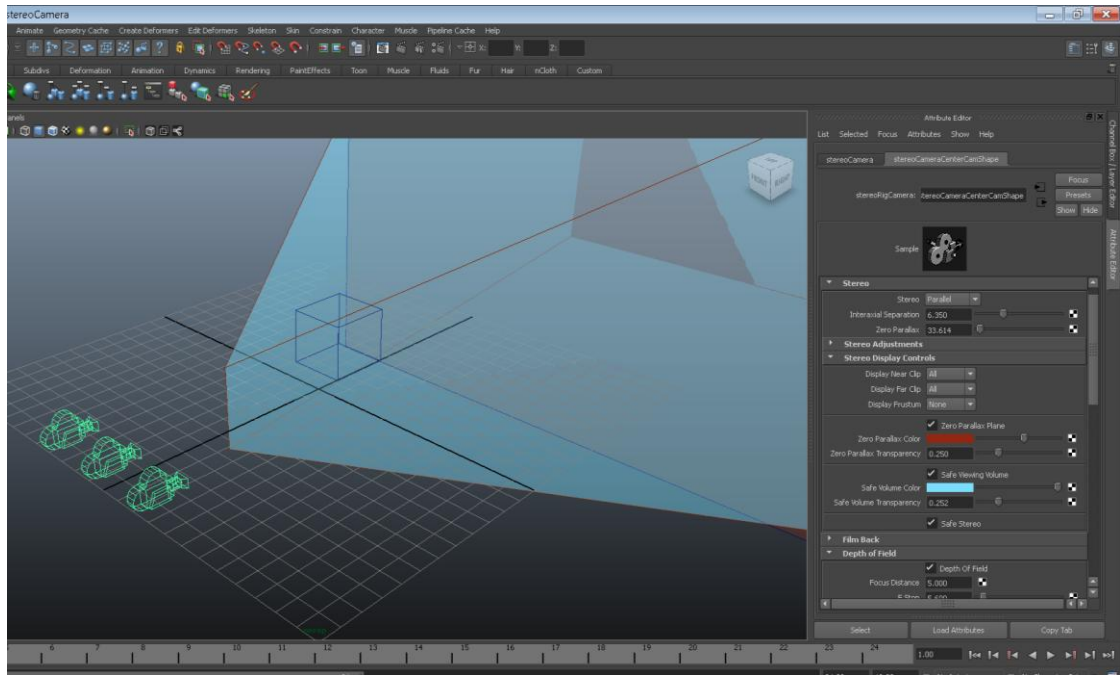 stereoCamera
Animate Geometry Cache Create Deformers Edit Deformers Skeleton Skin Constrain Character Muscle Pipeline Cache Help
X: Y: Z:
Subdivs Deformation Animation Dynamics Rendering PaintEffects Toon Muscle Fluids Fur Hair nCloth Custom
anels
FRONT RIGHT
Attribute Editor
List Selected Focus Attributes Show Help
stereoCamera stereoCameraCenterCamShape
Focus
stereoRigCamera: tereoCameraCenterCamShape Presets
Show Hide
Sample
Stereo
Stereo Parallel
Interaxial Separation 6.350
Zero Parallax 33.614
Stereo Adjustments
Stereo Display Controls
Display Near Clip All
Display Far Clip All
Display Frustum None
Zero Parallax Plane
Zero Parallax Color
Zero Parallax Transparency 0.250
Safe Viewing Volume
Safe Volume Color
Safe Volume Transparency 0.252
Safe Stereo
Film Back
Depth of Field
Depth Of Field
Focus Distance 5.000
F Stop 5.600
Select Load Attributes Copy Tab
Channel Box / Layer Editor
Attribute Editor
6 7 8 9 10 11 12 13 14 15 16 17 18 19 20 21 22 23 24
1.00